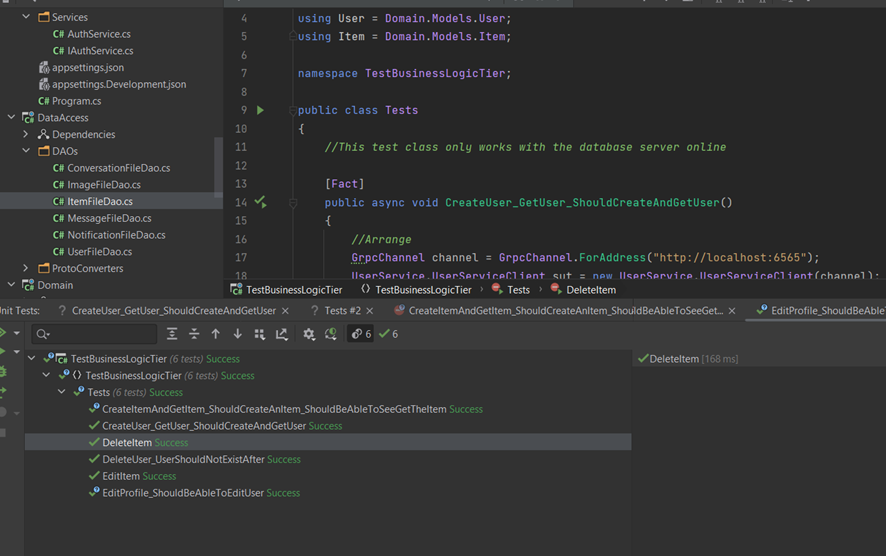 Services
C# AuthService.cs
C# IAuthService.cs
appsettings.json
appsettings.Development.json
C# Program.cs
DataAccess
Dependencies
DAOs
C# ConversationFileDao.cs
C# ImageFileDao.cs
C# ItemFileDao.cs
C# MessageFileDao.cs
C# NotificationFileDao.cs
C# UserFileDao.cs
ProtoConverters
Domain
4 using User = Domain.Models.User;
5 using Item = Domain.Models.Item;
6
7 namespace TestBusinessLogicTier;
8
9 public class Tests
10 {
11 //This test class only works with the database server online
12
13 [Fact]
14 public async void CreateUser_GetUser_ShouldCreateAndGetUser()
15 {
16 //Arrange
17 GrpcChannel channel = GrpcChannel.ForAddress("http://localhost:6565");
18 UserService.UserServiceClient sut = new UserService.UserServiceClient(channel);
TestBusinessLogicTier TestBusinessLogicTier Tests DeleteItem
nit Tests: CreateUser_GetUser_ShouldCreateAndGetUser Tests #2 CreateItemAndGetItem_ShouldCreateAnItem_ShouldBeAbleToSeeGet... EditProfile_ShouldBeAble
6 6
TestBusinessLogicTier (6 tests) Success
TestBusinessLogicTier (6 tests) Success
Tests (6 tests) Success
CreateItemAndGetItem_ShouldCreateAnItem_ShouldBeAbleToSeeGetTheItem Success
CreateUser_GetUser_ShouldCreateAndGetUser Success
DeleteItem Success
DeleteUser_UserShouldNotExistAfter Success
EditItem Success
EditProfile_ShouldBeAbleToEditUser Success
DeleteItem [168 ms]